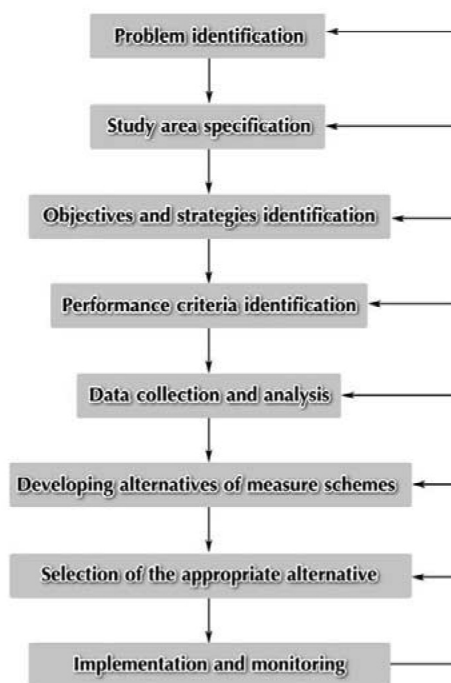 Problem identification
Study area specification
Objectives and strategies identification
Performance criteria identification
Data collection and analysis
Developing alternatives of measure schemes
Selection of the appropriate alternative
Implementation and monitoring